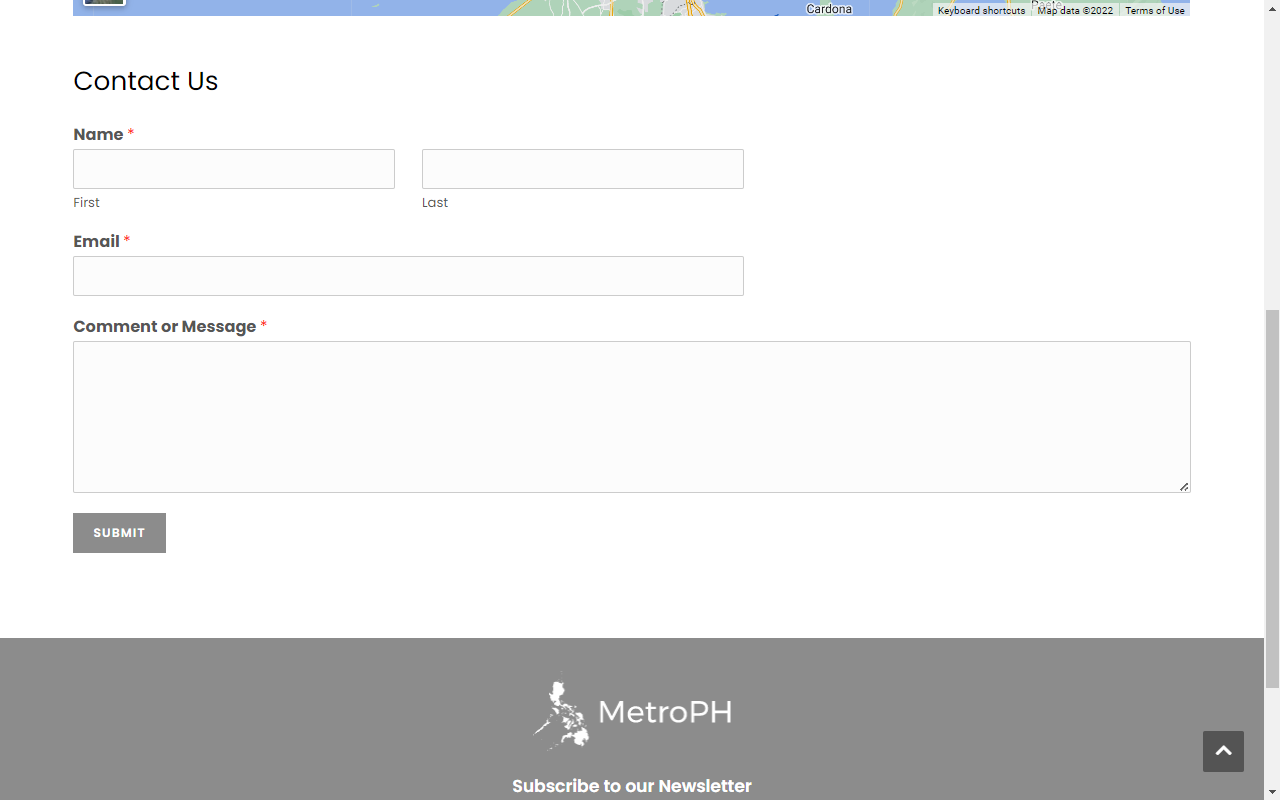 Cardona
Keyboard shortcuts
Map data ©2022
Terms of Use
Contact Us
Name *
First
Last
Email *
Comment or Message *
SUBMIT
MetroPH
Subscribe to our Newsletter